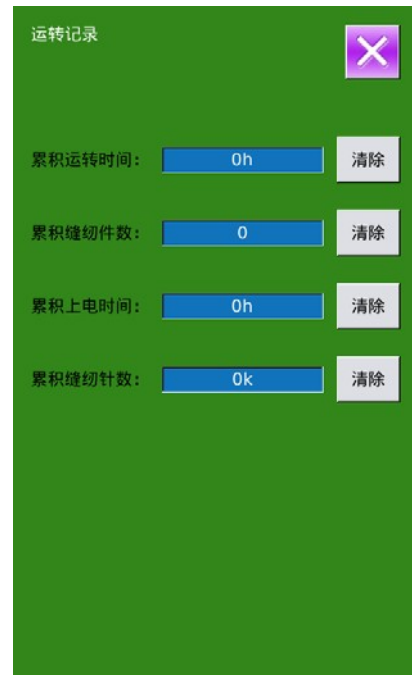 运转记录
累积运转时间： 0h 清除
累积缝纫件数： 0 清除
累积上电时间： 0h 清除
累积缝纫针数： 0k 清除